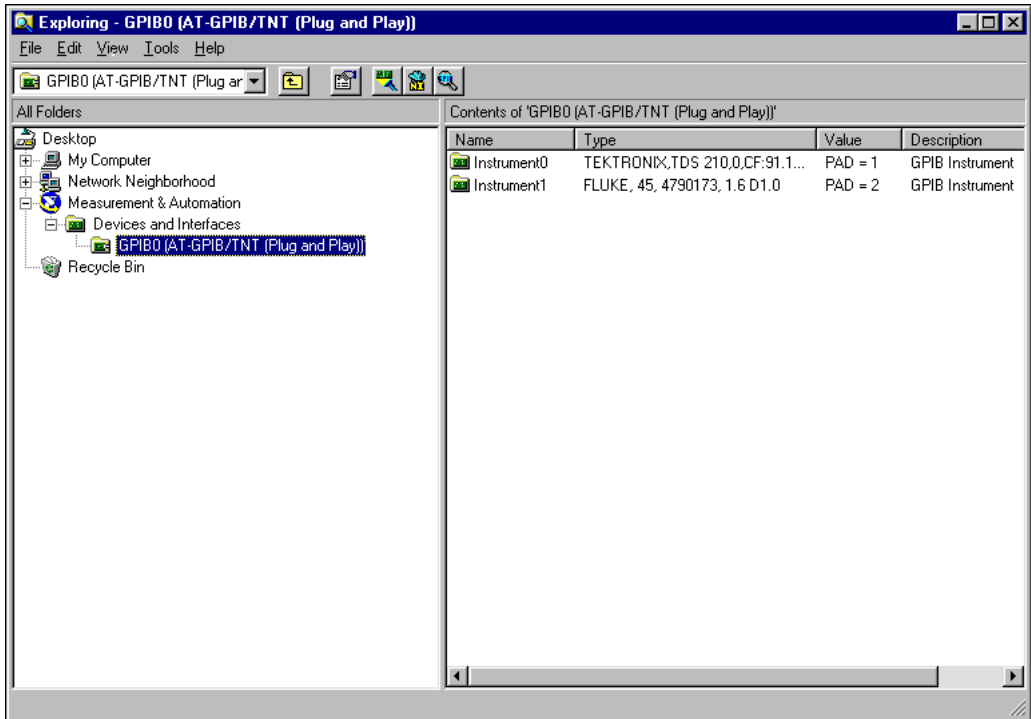 Exploring - GPIB0 (AT-GPIB/TNT (Plug and Play))
File Edit View Tools Help
GPIB0 (AT-GPIB/TNT (Plug ar
All Folders
Contents of 'GPIB0 (AT-GPIB/TNT (Plug and Play))'
Desktop
My Computer
Network Neighborhood
Measurement & Automation
Devices and Interfaces
GPIB0 (AT-GPIB/TNT (Plug and Play))
Recycle Bin
Name Type Value Description
Instrument0 TEKTRONIX,TDS 210,0,CF:91.1... PAD = 1 GPIB Instrument
Instrument1 FLUKE, 45, 4790173, 1.6 D1.0 PAD = 2 GPIB Instrument